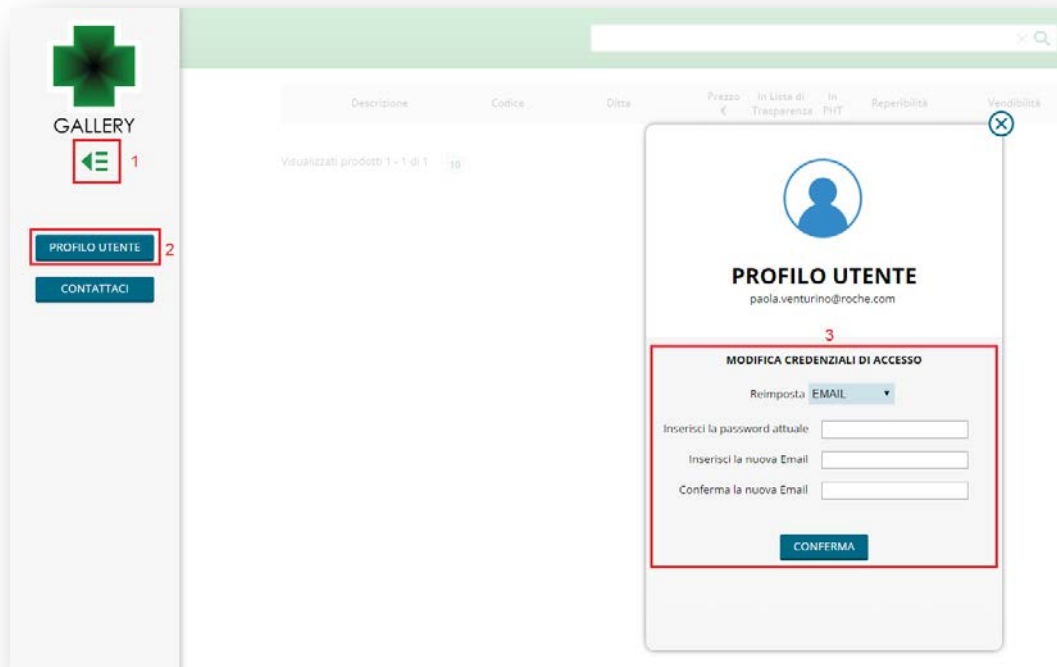 GALLERY
1
PROFILO UTENTE
2
CONTATTACI
Descrizione
Codice
Ditta
Prezzo €
In Lista di Trasparenza
In PHT
Reperibilità
Vendibilità
Visualizzati prodotti 1 - 1 di 1
10
PROFILO UTENTE
paola.venturino@roche.com
3
MODIFICA CREDENZIALI DI ACCESSO
Reimposta EMAIL
Inserisci la password attuale
Inserisci la nuova Email
Conferma la nuova Email
CONFERMA